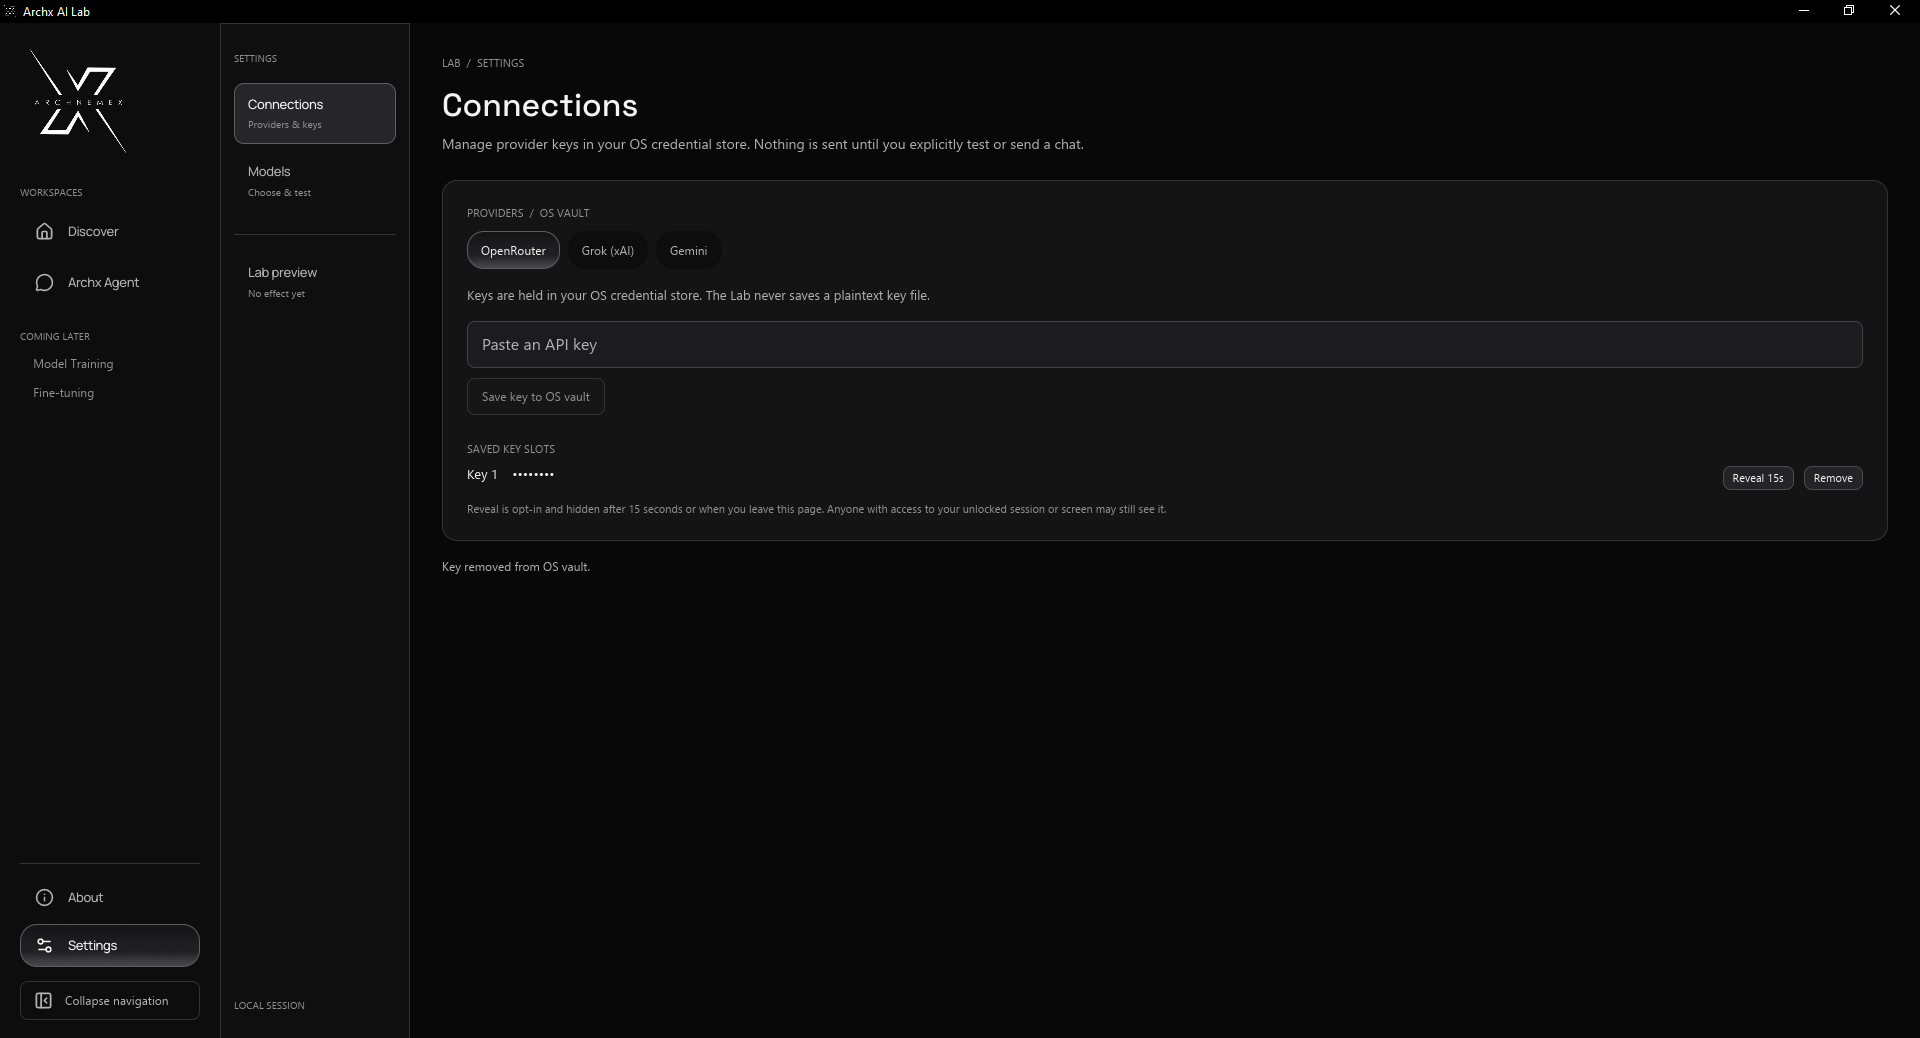 Archx AI Lab
ARCHNEMEX
WORKSPACES
Discover
Archx Agent
COMING LATER
Model Training
Fine-tuning
About
Settings
Collapse navigation
SETTINGS
Connections
Providers & keys
Models
Choose & test
Lab preview
No effect yet
LOCAL SESSION
LAB / SETTINGS
Connections
Manage provider keys in your OS credential store. Nothing is sent until you explicitly test or send a chat.
PROVIDERS / OS VAULT
OpenRouter Grok (xAI) Gemini
Keys are held in your OS credential store. The Lab never saves a plaintext key file.
Paste an API key
Save key to OS vault
SAVED KEY SLOTS
Key 1 •••••••• Reveal 15s Remove
Reveal is opt-in and hidden after 15 seconds or when you leave this page. Anyone with access to your unlocked session or screen may still see it.
Key removed from OS vault.